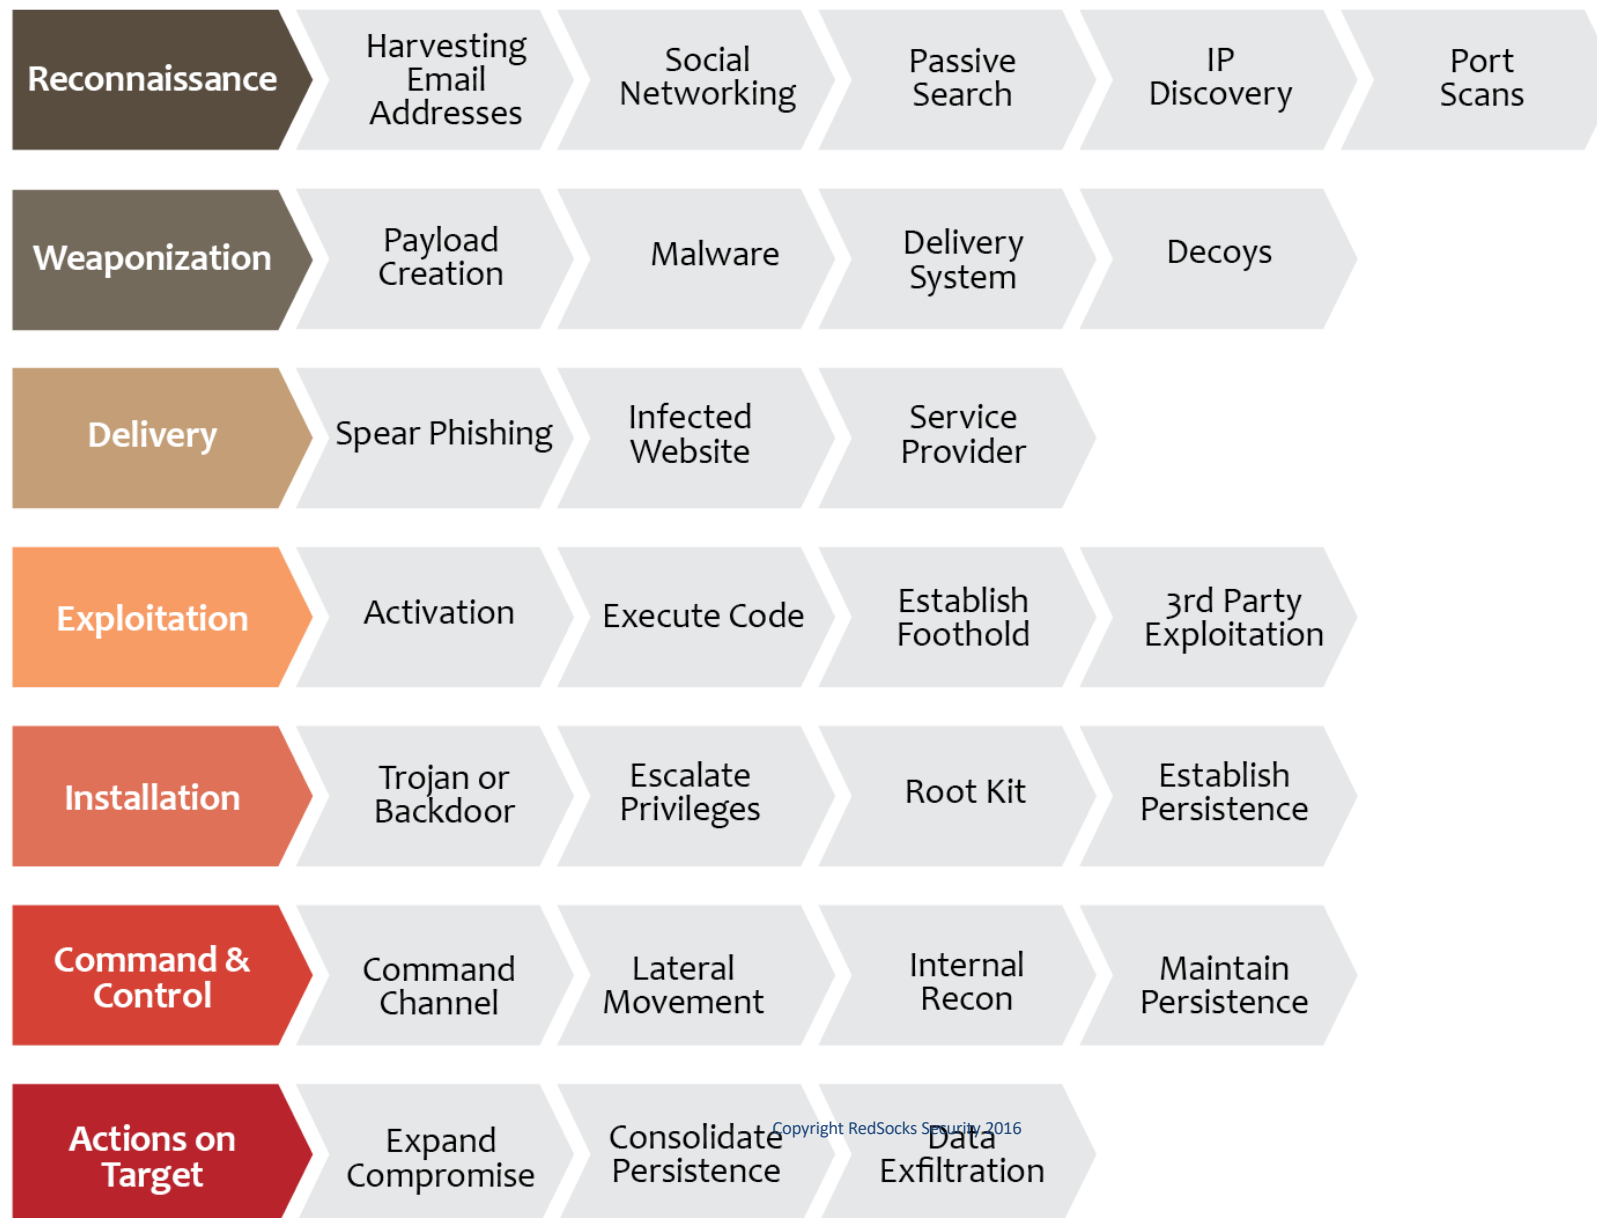 Reconnaissance
Harvesting
Email
Addresses
Social
Networking
Passive
Search
IP
Discovery
Port
Scans
Weaponization
Payload
Creation
Malware
Delivery
System
Decoys
Delivery
Spear Phishing
Infected
Website
Service
Provider
Exploitation
Activation
Execute Code
Establish
Foothold
3rd Party
Exploitation
Installation
Trojan or
Backdoor
Escalate
Privileges
Root Kit
Establish
Persistence
Command &
Control
Command
Channel
Lateral
Movement
Internal
Recon
Maintain
Persistence
Actions on
Target
Expand
Compromise
Consolidate
Persistence
Data
Exfiltration
Copyright RedSocks Security 2016